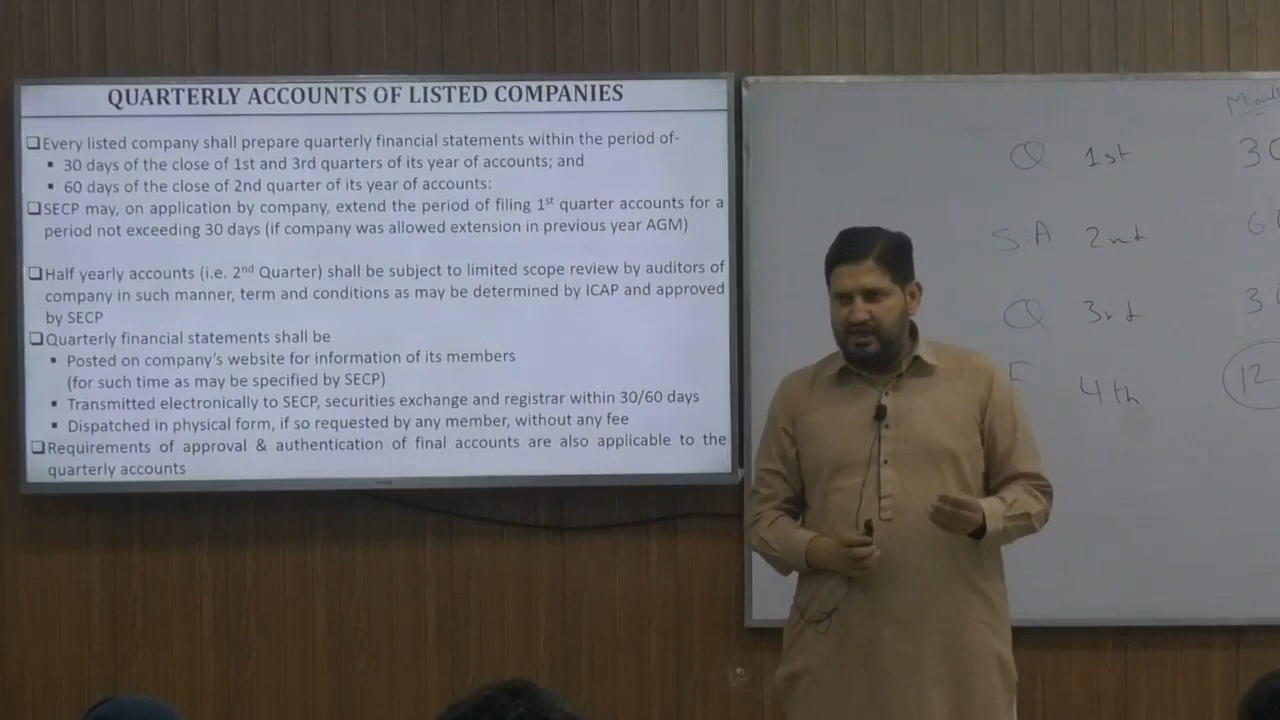 QUARTERLY ACCOUNTS OF LISTED COMPANIES
❑Every listed company shall prepare quarterly financial statements within the period of-
▪ 30 days of the close of 1st and 3rd quarters of its year of accounts; and
▪ 60 days of the close of 2nd quarter of its year of accounts:
❑SECP may, on application by company, extend the period of filing 1st quarter accounts for a
period not exceeding 30 days (if company was allowed extension in previous year AGM)
❑Half yearly accounts (i.e. 2nd Quarter) shall be subject to limited scope review by auditors of
company in such manner, term and conditions as may be determined by ICAP and approved
by SECP
❑Quarterly financial statements shall be
▪ Posted on company's website for information of its members
(for such time as may be specified by SECP)
▪ Transmitted electronically to SECP, securities exchange and registrar within 30/60 days
▪ Dispatched in physical form, if so requested by any member, without any fee
❑Requirements of approval & authentication of final accounts are also applicable to the
quarterly accounts
Q 1st 3
S.A 2nd 6
Q 3rd 3
F 4th 12